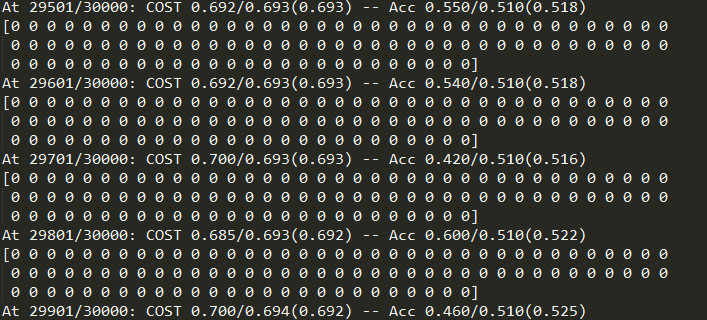 At 29501/30000: COST 0.692/0.693(0.693) -- Acc 0.550/0.510(0.518)
[0 0 0 0 0 0 0 0 0 0 0 0 0 0 0 0 0 0 0 0 0 0 0 0 0 0 0 0 0 0 0 0 0 0 0 0 0
0 0 0 0 0 0 0 0 0 0 0 0 0 0 0 0 0 0 0 0 0 0 0 0 0 0 0 0 0 0 0 0 0 0 0 0 0
0 0 0 0 0 0 0 0 0 0 0 0 0 0 0 0 0 0 0 0 0 0 0 0 0 0]
At 29601/30000: COST 0.692/0.693(0.693) -- Acc 0.540/0.510(0.518)
[0 0 0 0 0 0 0 0 0 0 0 0 0 0 0 0 0 0 0 0 0 0 0 0 0 0 0 0 0 0 0 0 0 0 0 0 0
0 0 0 0 0 0 0 0 0 0 0 0 0 0 0 0 0 0 0 0 0 0 0 0 0 0 0 0 0 0 0 0 0 0 0 0 0
0 0 0 0 0 0 0 0 0 0 0 0 0 0 0 0 0 0 0 0 0 0 0 0 0 0]
At 29701/30000: COST 0.700/0.693(0.693) -- Acc 0.420/0.510(0.516)
[0 0 0 0 0 0 0 0 0 0 0 0 0 0 0 0 0 0 0 0 0 0 0 0 0 0 0 0 0 0 0 0 0 0 0 0 0
0 0 0 0 0 0 0 0 0 0 0 0 0 0 0 0 0 0 0 0 0 0 0 0 0 0 0 0 0 0 0 0 0 0 0 0 0
0 0 0 0 0 0 0 0 0 0 0 0 0 0 0 0 0 0 0 0 0 0 0 0 0 0]
At 29801/30000: COST 0.685/0.693(0.692) -- Acc 0.600/0.510(0.522)
[0 0 0 0 0 0 0 0 0 0 0 0 0 0 0 0 0 0 0 0 0 0 0 0 0 0 0 0 0 0 0 0 0 0 0 0 0
0 0 0 0 0 0 0 0 0 0 0 0 0 0 0 0 0 0 0 0 0 0 0 0 0 0 0 0 0 0 0 0 0 0 0 0 0
0 0 0 0 0 0 0 0 0 0 0 0 0 0 0 0 0 0 0 0 0 0 0 0 0 0]
At 29901/30000: COST 0.700/0.694(0.692) -- Acc 0.460/0.510(0.525)